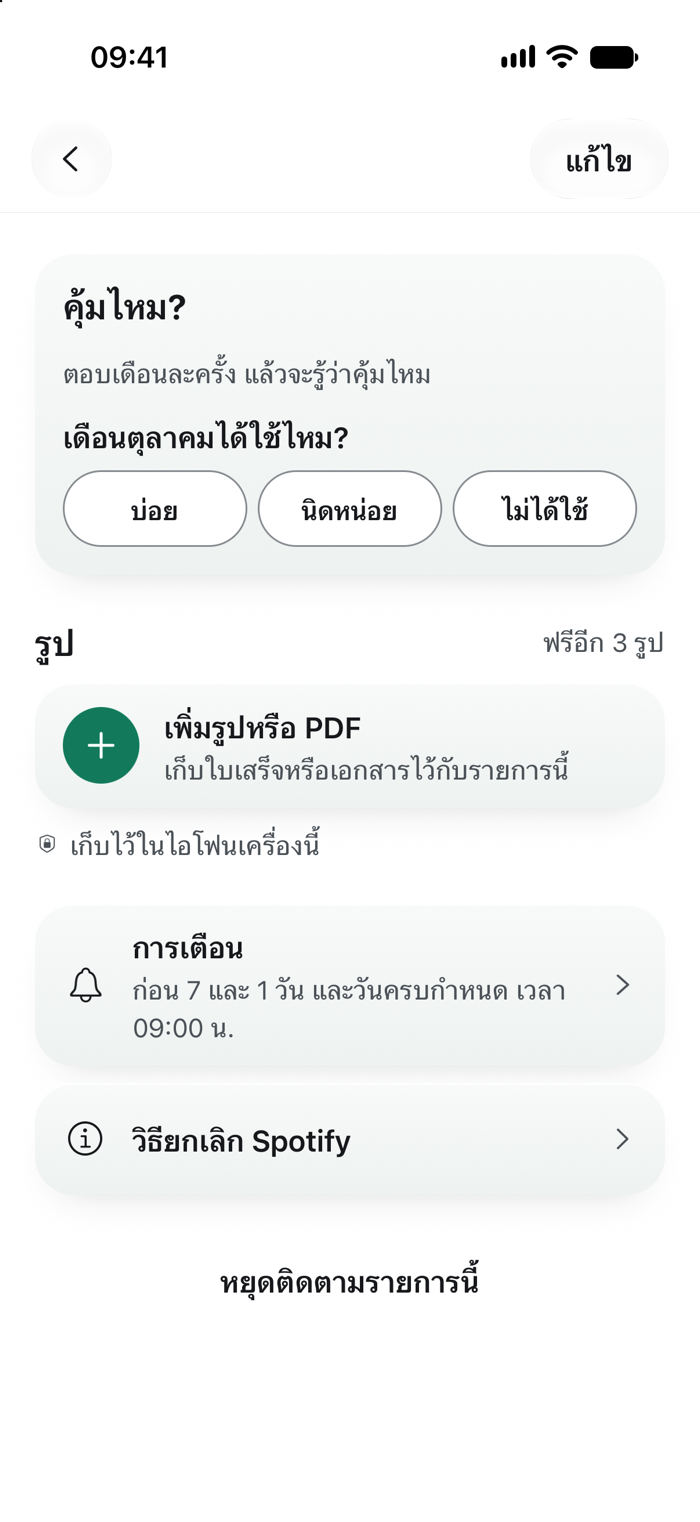 09:41
แก้ไข
คุ้มไหม?
ตอบเดือนละครั้ง แล้วจะรู้ว่าคุ้มไหม
เดือนตุลาคมได้ใช้ไหม?
บ่อย
นิดหน่อย
ไม่ได้ใช้
รูป
ฟรีอีก 3 รูป
เพิ่มรูปหรือ PDF
เก็บใบเสร็จหรือเอกสารไว้กับรายการนี้
เก็บไว้ในไอโฟนเครื่องนี้
การเตือน
ก่อน 7 และ 1 วัน และวันครบกำหนด เวลา
09:00 น.
วิธียกเลิก Spotify
หยุดติดตามรายการนี้